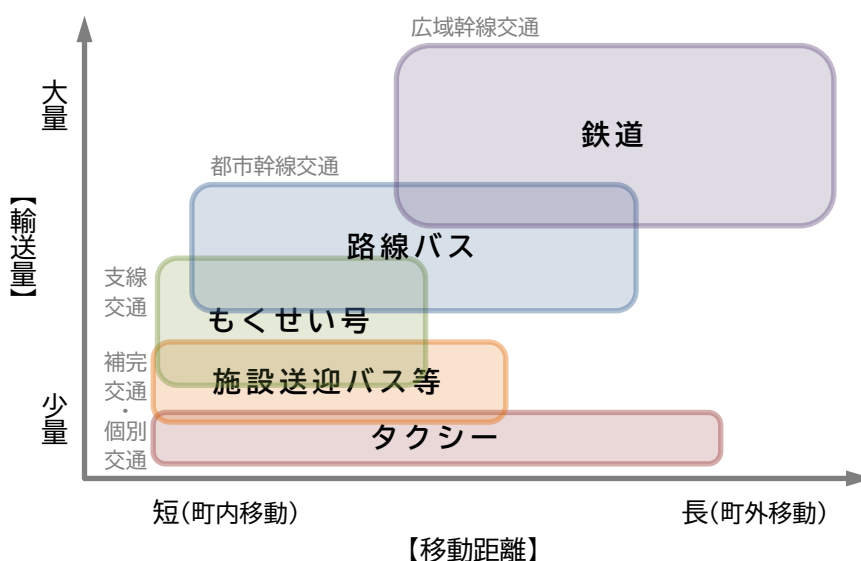 広域幹線交通
大量
鉄道
都市幹線交通
【輸送量】
路線バス
支線
交通
もくせい号
補完
交通
・
個別
交通
施設送迎バス等
少量
タクシー
短(町内移動)
長(町外移動)
【移動距離】